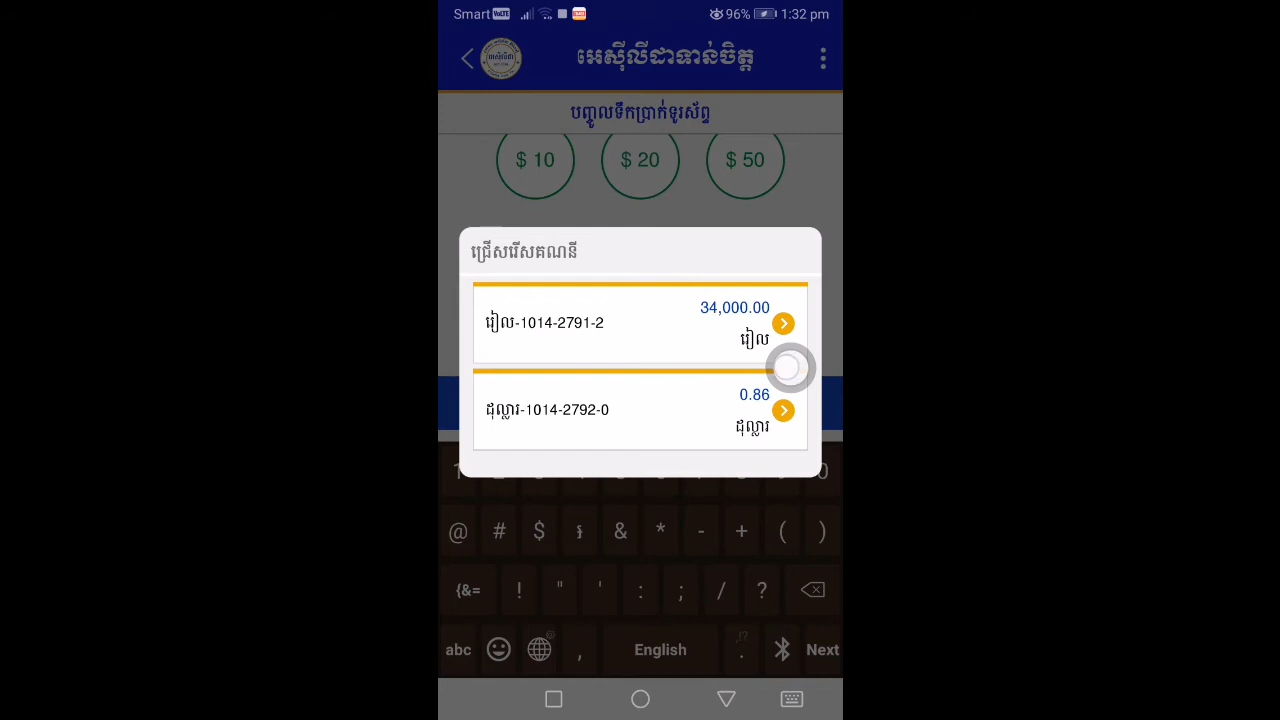 Smart VoLTE 96% 1:32 pm
អេស៊ីលីដាទាន់ចិត្ត
បញ្ចូលទឹកប្រាក់ទូរស័ព្ទ
$ 10 $ 20 $ 50
ជ្រើសរើសគណនី
34,000.00
រៀល-1014-2791-2
រៀល
0.86
ដុល្លារ-1014-2792-0
ដុល្លារ
@ # $ ៛ & * - + ( )
{&= ! " ' : ; / ?
abc , English . Next